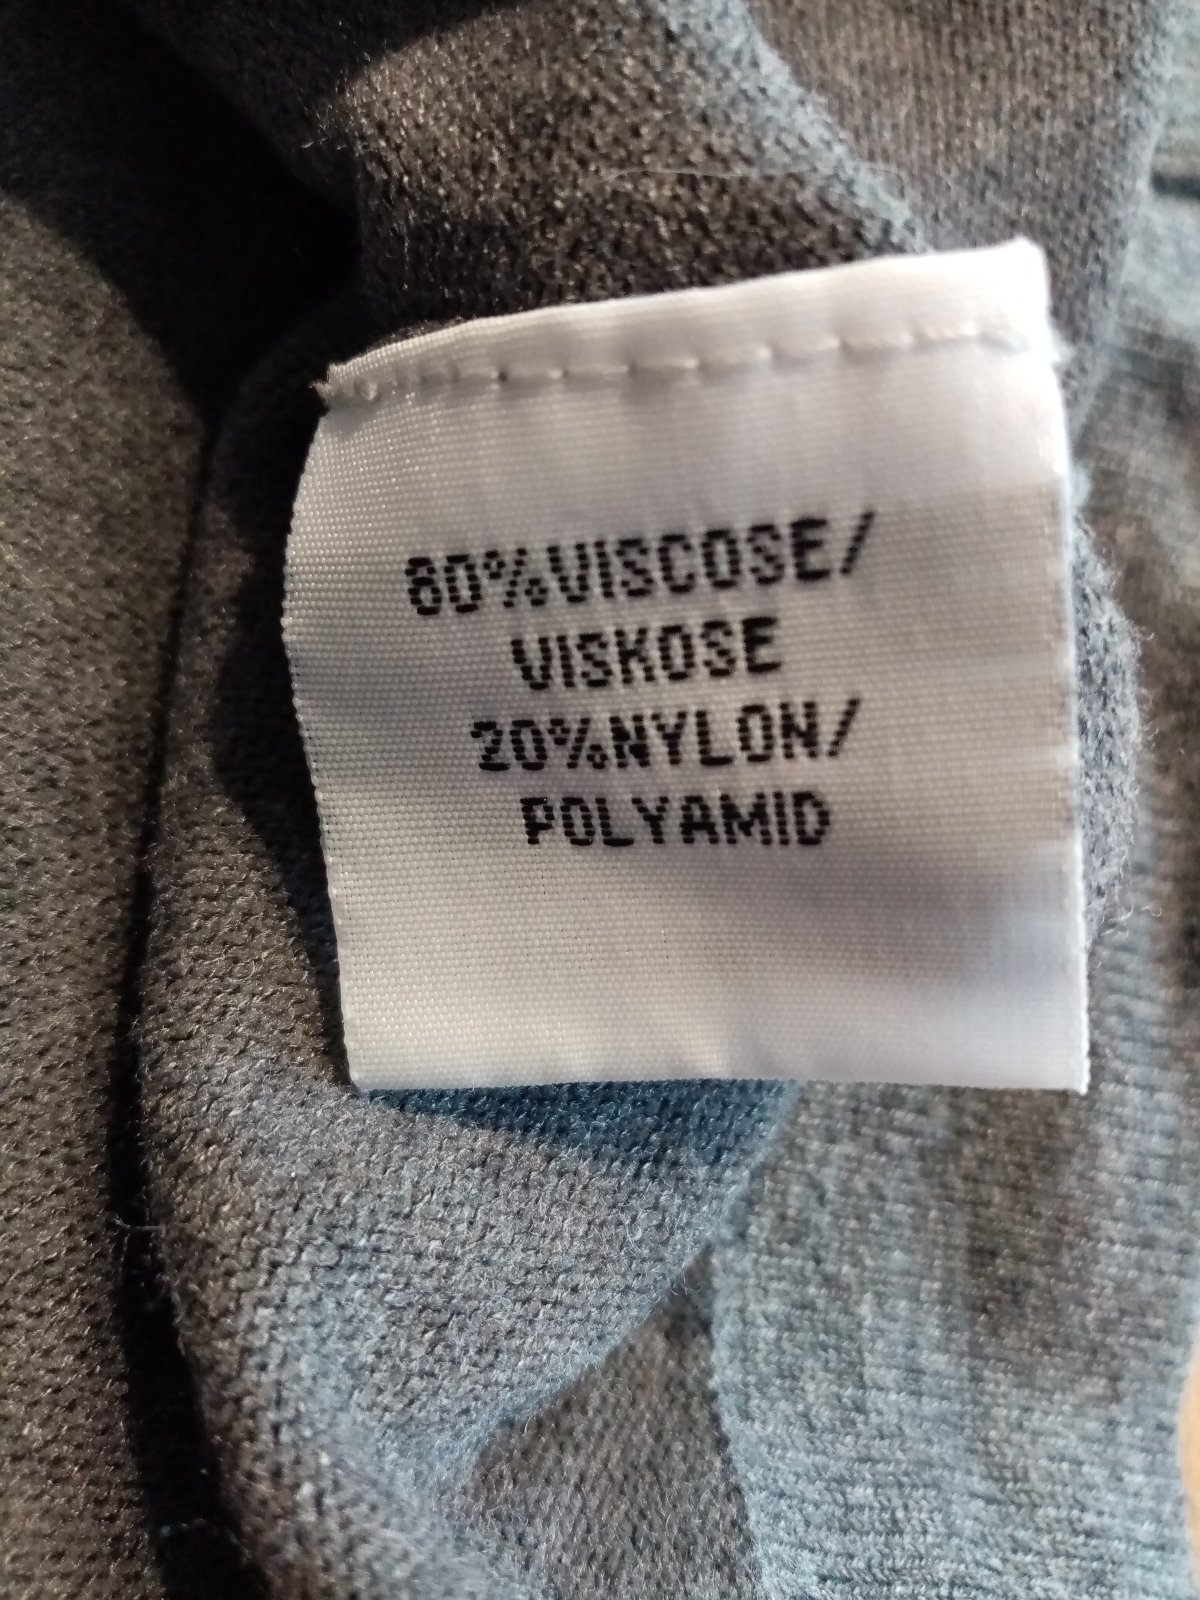 80%VISCOSE/
VISKOSE
20%NYLON/
POLYAMID